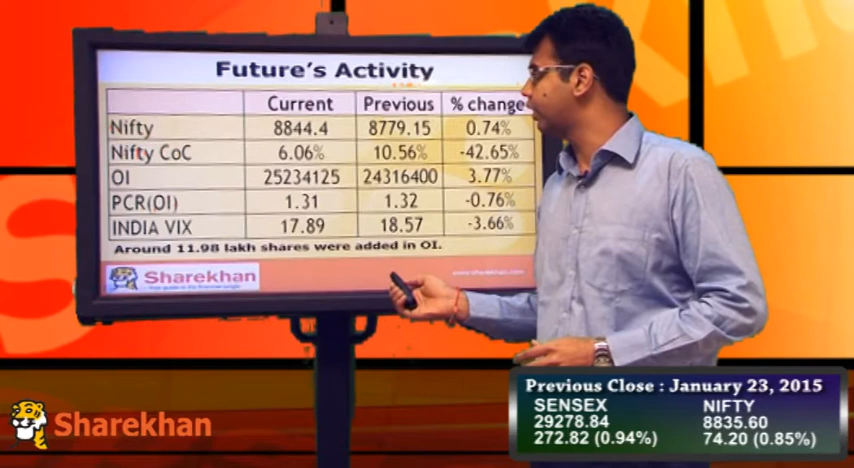 Future's Activity
Current Previous % change
Nifty 8844.4 8779.15 0.74%
Nifty CoC 6.06% 10.56% -42.65%
OI 25234125 24316400 3.77%
PCR(OI) 1.31 1.32 -0.76%
INDIA VIX 17.89 18.57 -3.66%
Around 11.98 lakh shares were added in OI.
Sharekhan
www.sharekhan.com
Sharekhan
Previous Close : January 23, 2015
SENSEX NIFTY
29278.84 8835.60
272.82 (0.94%) 74.20 (0.85%)